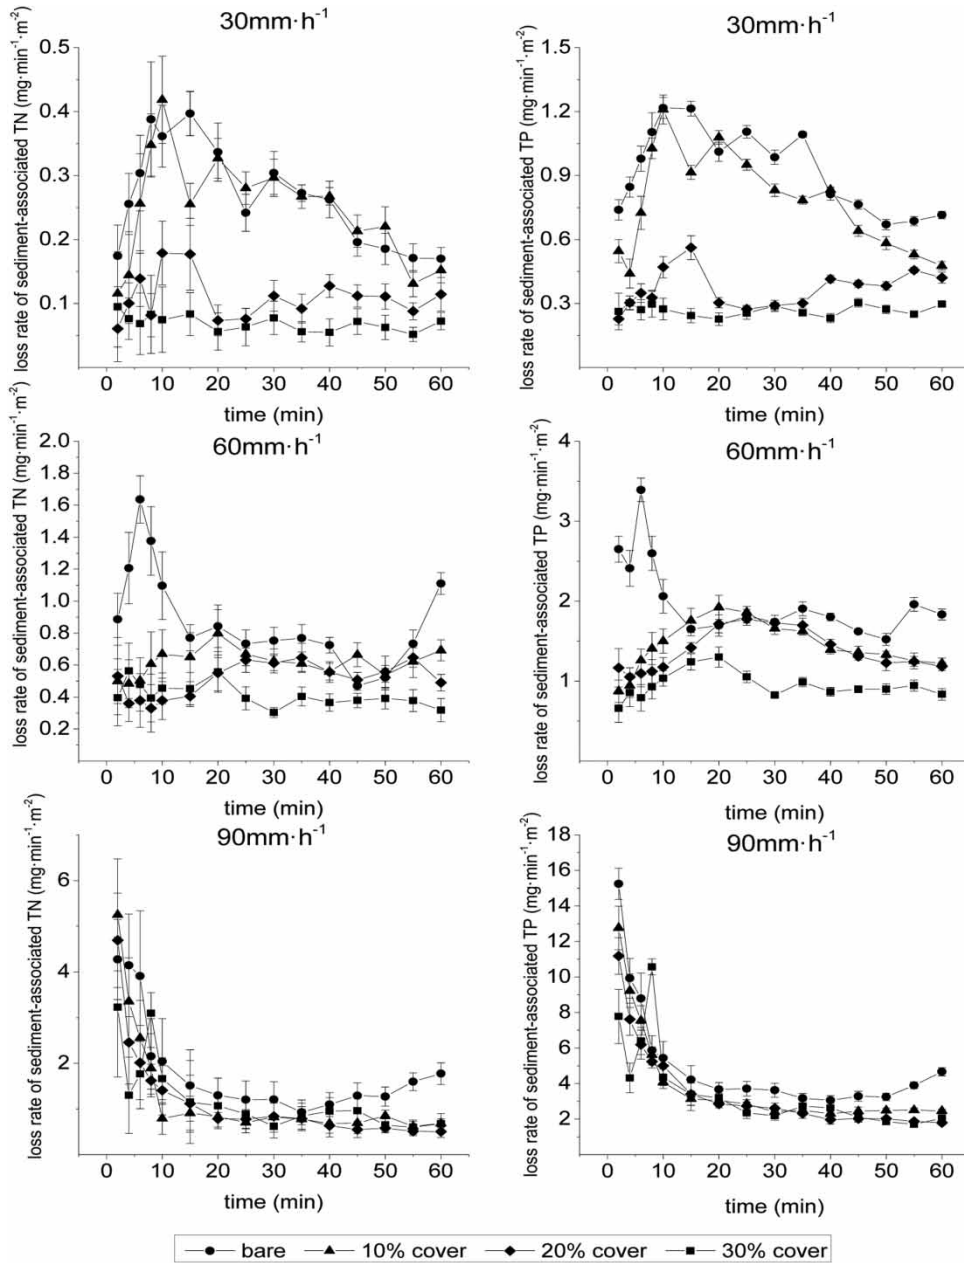 30mm·h⁻¹
loss rate of sediment-associated TN (mg·min⁻¹·m⁻²)
0.5
0.4
0.3
0.2
0.1
0 10 20 30 40 50 60
time (min)
30mm·h⁻¹
loss rate of sediment-associated TP (mg·min⁻¹·m⁻²)
1.5
1.2
0.9
0.6
0.3
0 10 20 30 40 50 60
time (min)
60mm·h⁻¹
loss rate of sediment-associated TN (mg·min⁻¹·m⁻²)
2.0
1.8
1.6
1.4
1.2
1.0
0.8
0.6
0.4
0.2
0 10 20 30 40 50 60
time (min)
60mm·h⁻¹
loss rate of sediment-associated TP (mg·min⁻¹·m⁻²)
4
3
2
1
0 10 20 30 40 50 60
time (min)
90mm·h⁻¹
loss rate of sediment-associated TN (mg·min⁻¹·m⁻²)
6
4
2
0 10 20 30 40 50 60
time (min)
90mm·h⁻¹
loss rate of sediment-associated TP (mg·min⁻¹·m⁻²)
18
16
14
12
10
8
6
4
2
0 10 20 30 40 50 60
time (min)
bare 10% cover 20% cover 30% cover